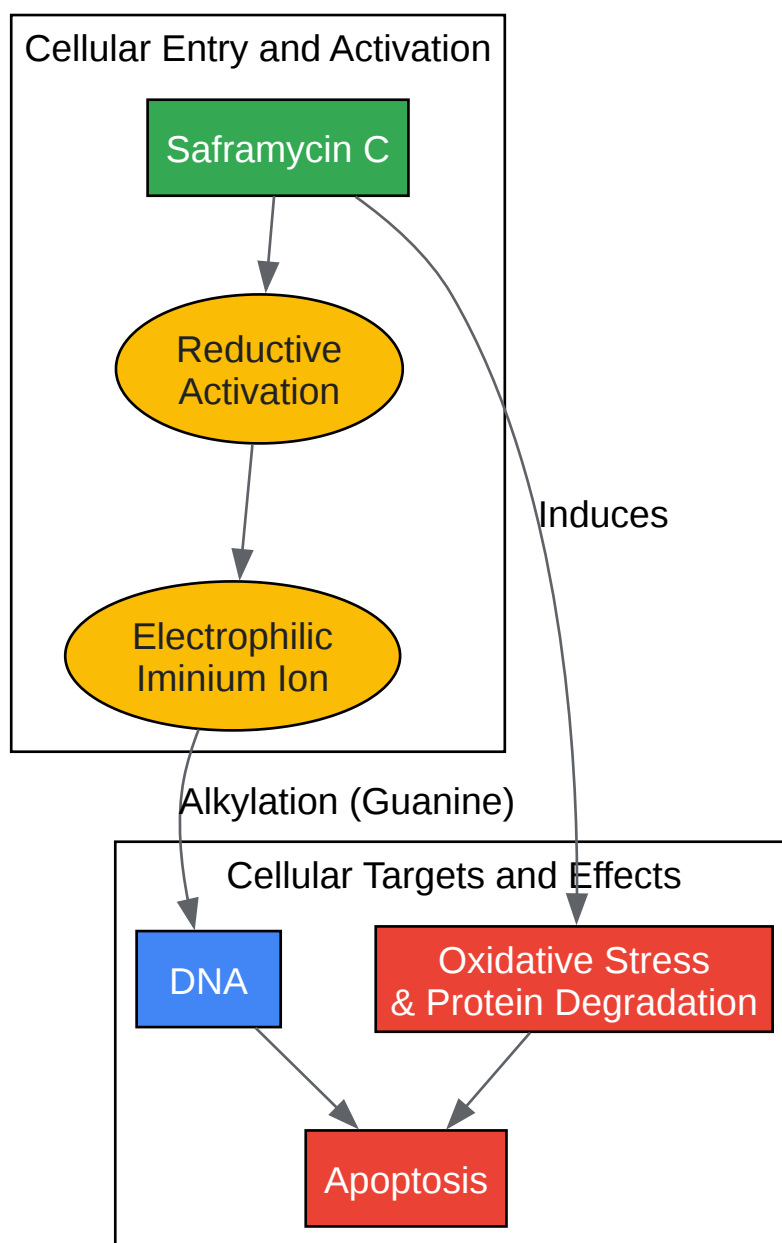 Cellular Entry and Activation
Saframycin C
Reductive
Activation
Induces
Electrophilic
Iminium Ion
Alkylation (Guanine)
Cellular Targets and Effects
DNA
Oxidative Stress
& Protein Degradation
Apoptosis